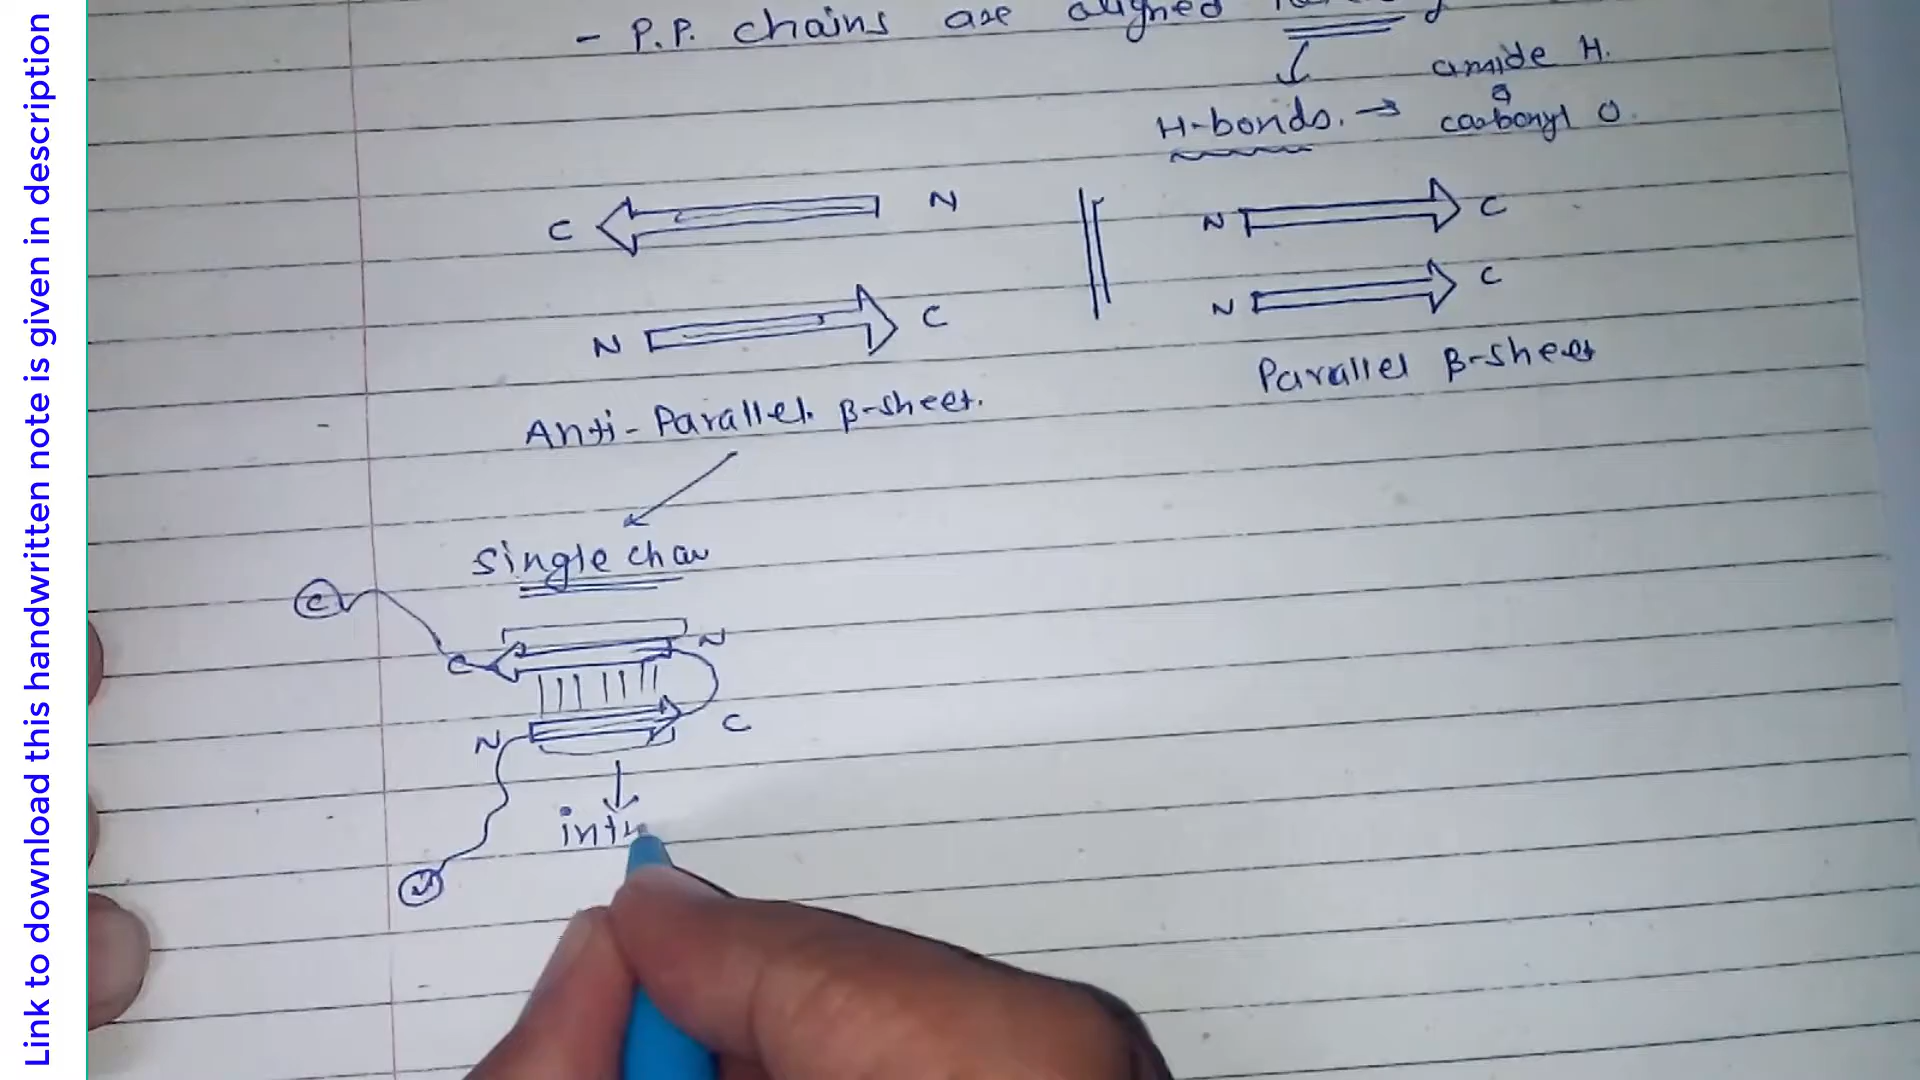 Link to download this handwritten note is given in description
- P.P. chains are aligned
amide H.
H-bonds. → carbonyl O.
C N
N C
N C
N C
Anti-Parallel β-sheet.
Parallel β-sheet
Single chain
C
C N
N C
N
intr